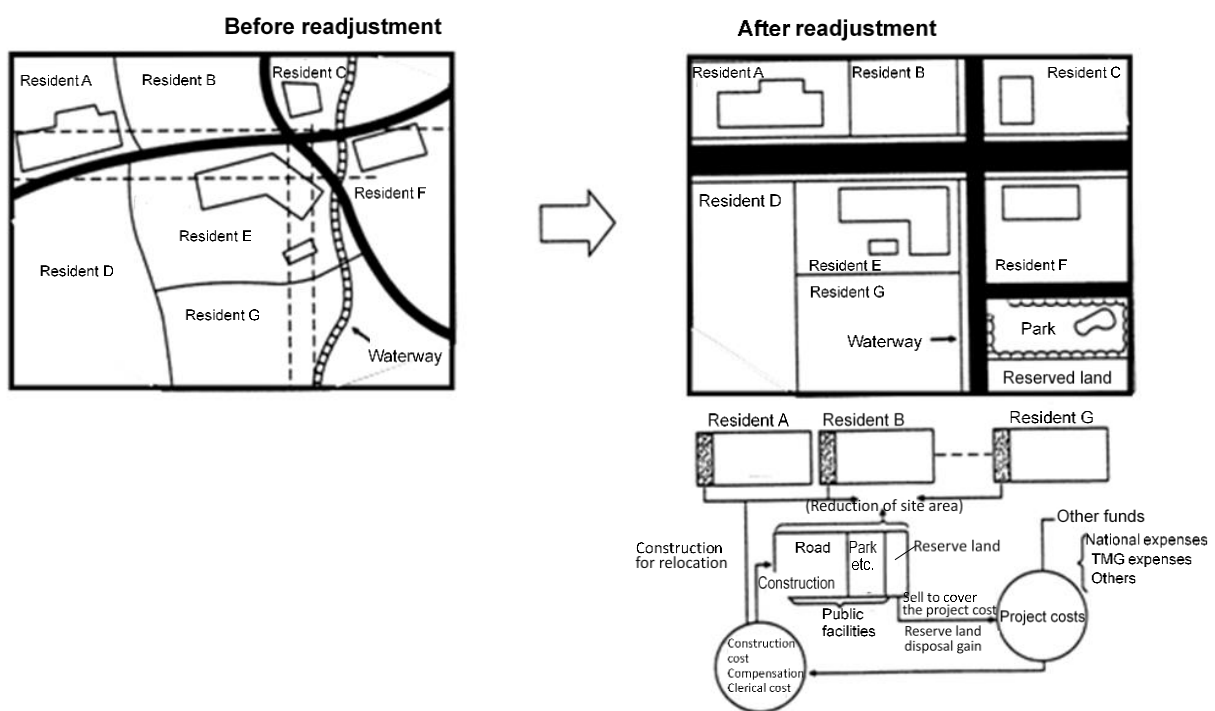 Before readjustment
Resident A
Resident B
Resident C
Resident F
Resident E
Resident D
Resident G
Waterway
After readjustment
Resident A
Resident B
Resident C
Resident D
Resident E
Resident F
Resident G
Waterway
Park
Reserved land
Resident A
Resident B
Resident G
(Reduction of site area)
Construction
for relocation
Road
Park
etc.
Reserve land
Construction
Public
facilities
Sell to cover
the project cost
Reserve land
disposal gain
Other funds
National expenses
TMG expenses
Others
Project costs
Construction
cost
Compensation
Clerical cost